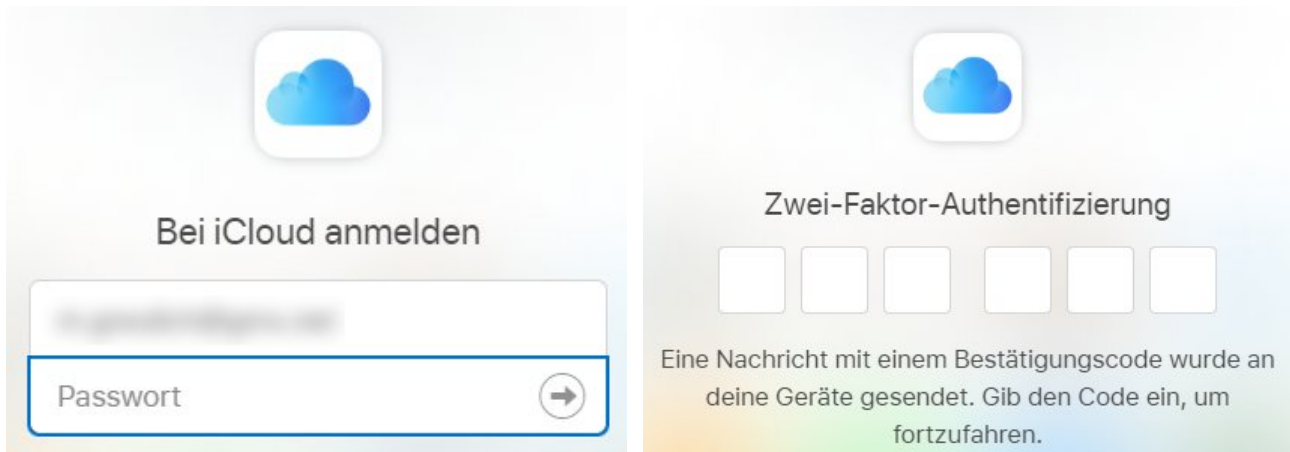 Bei iCloud anmelden
Passwort
Zwei-Faktor-Authentifizierung
Eine Nachricht mit einem Bestätigungscode wurde an
deine Geräte gesendet. Gib den Code ein, um
fortzufahren.